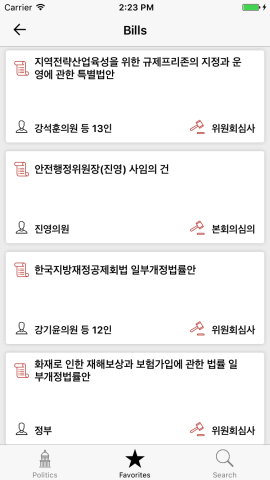 Carrier 2:23 PM
Bills
지역전략산업육성을 위한 규제프리존의 지정과 운
영에 관한 특별법안
강석훈의원 등 13인 위원회심사
안전행정위원장(진영) 사임의 건
진영의원 본회의심의
한국지방재정공제회법 일부개정법률안
강기윤의원 등 12인 위원회심사
화재로 인한 재해보상과 보험가입에 관한 법률 일
부개정법률안
정부 위원회심사
Politics Favorites Search